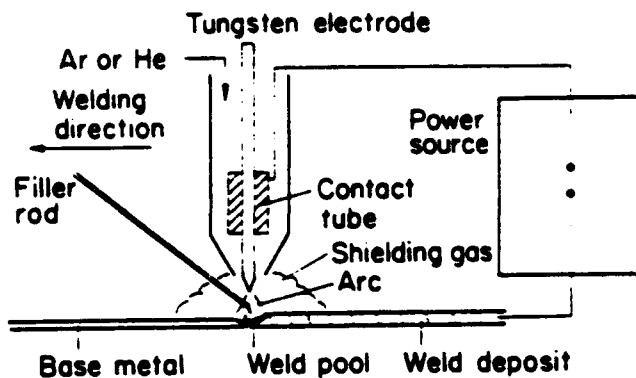 Tungsten electrode
Ar or He
Welding
direction
Power
source
Filler
rod
Contact
tube
Shielding gas
Arc
Base metal
Weld pool
Weld deposit